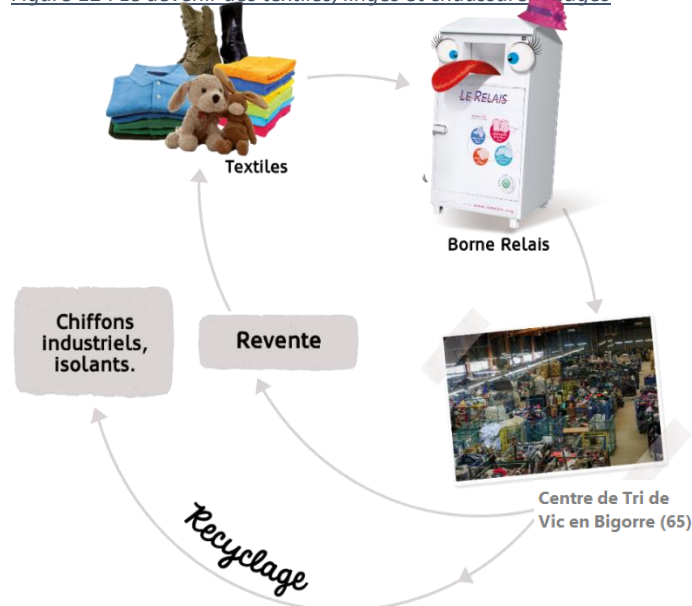 Textiles
LE RELAIS
Borne Relais
Chiffons
industriels,
isolants.
Revente
Centre de Tri de
Vic en Bigorre (65)
Recyclage